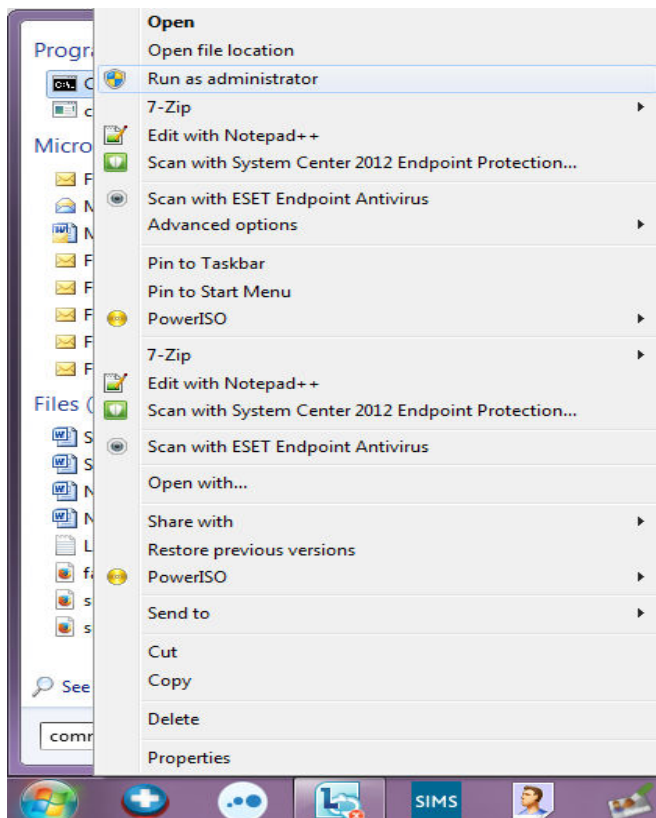 Open
Open file location
Run as administrator
7-Zip
Edit with Notepad++
Scan with System Center 2012 Endpoint Protection...
Scan with ESET Endpoint Antivirus
Advanced options
Pin to Taskbar
Pin to Start Menu
PowerISO
7-Zip
Edit with Notepad++
Scan with System Center 2012 Endpoint Protection...
Scan with ESET Endpoint Antivirus
Open with...
Share with
Restore previous versions
PowerISO
Send to
Cut
Copy
Delete
Properties
Progr
C:\.
C
c
Micro
F
N
N
F
F
F
F
F
Files (
S
S
N
N
L
fa
s
s
See
comr
SIMS